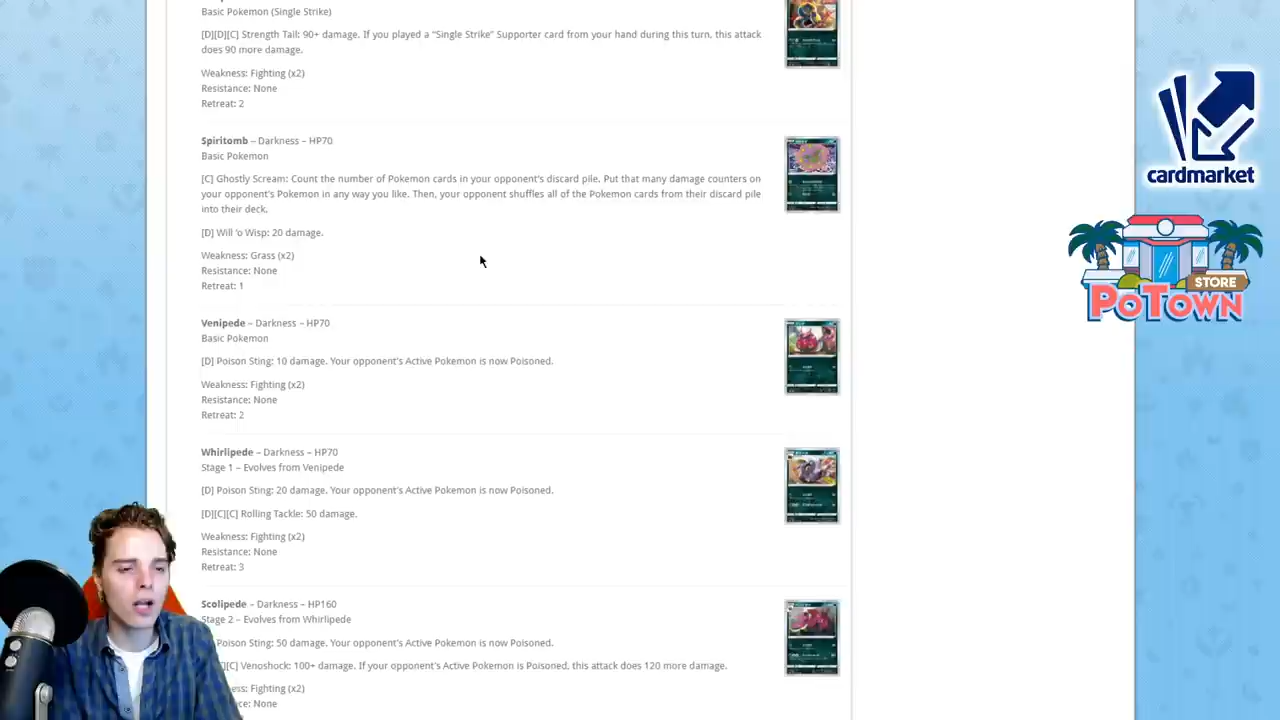 Basic Pokemon (Single Strike)
[D][D][C] Strength Tail: 90+ damage. If you played a “Single Strike” Supporter card from your hand during this turn, this attack
does 90 more damage.
Weakness: Fighting (x2)
Resistance: None
Retreat: 2
Spiritomb – Darkness – HP70
Basic Pokemon
[C] Ghostly Scream: Count the number of Pokemon cards in your opponent's discard pile. Put that many damage counters on
your opponent's Pokemon in any way you like. Then, your opponent shuffles all of the Pokemon cards from their discard pile
into their deck.
[D] Will 'o Wisp: 20 damage.
Weakness: Grass (x2)
Resistance: None
Retreat: 1
Venipede – Darkness – HP70
Basic Pokemon
[D] Poison Sting: 10 damage. Your opponent's Active Pokemon is now Poisoned.
Weakness: Fighting (x2)
Resistance: None
Retreat: 2
Whirlipede – Darkness – HP70
Stage 1 – Evolves from Venipede
[D] Poison Sting: 20 damage. Your opponent's Active Pokemon is now Poisoned.
[D][C][C] Rolling Tackle: 50 damage.
Weakness: Fighting (x2)
Resistance: None
Retreat: 3
Scolipede – Darkness – HP160
Stage 2 – Evolves from Whirlipede
Poison Sting: 50 damage. Your opponent's Active Pokemon is now Poisoned.
[C] Venoshock: 100+ damage. If your opponent's Active Pokemon is Poisoned, this attack does 120 more damage.
Fighting (x2)
None
cardmarket
STORE
POTOWN